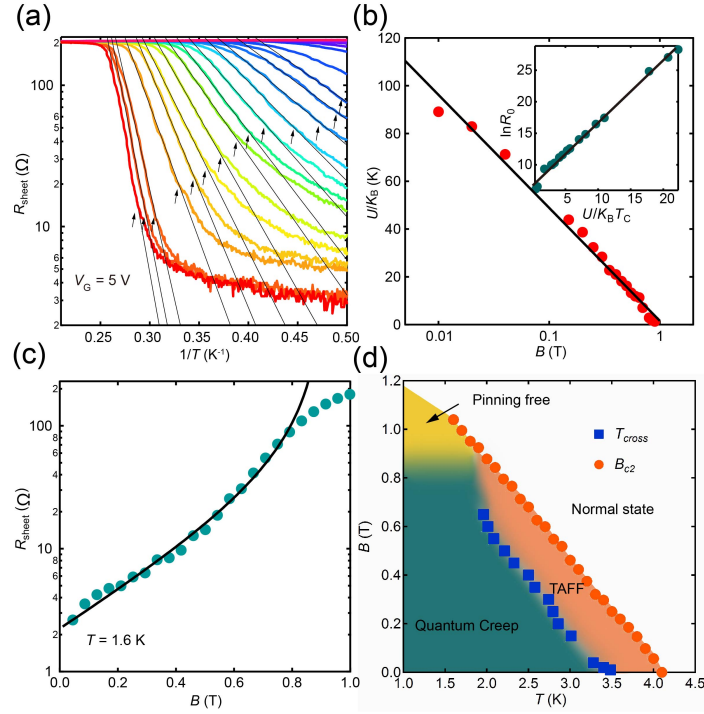 (a)
2
100
8
6
4
2
10
8
6
4
3
2
R_sheet (Ω)
V_G = 5 V
0.25 0.30 0.35 0.40 0.45 0.50
1/T (K⁻¹)
(b)
120
100
80
60
40
20
0
U/K_B (K)
0.01 0.1 1
B (T)
25
20
15
10
lnR_0
5 10 15 20
U/K_BT_C
(c)
2
100
8
6
4
2
10
8
6
4
2
1
R_sheet (Ω)
T = 1.6 K
0.0 0.2 0.4 0.6 0.8 1.0
B (T)
(d)
1.2
1.0
0.8
0.6
0.4
0.2
0.0
B (T)
Pinning free
T_cross
B_c2
Normal state
TAFF
Quantum Creep
1.0 1.5 2.0 2.5 3.0 3.5 4.0 4.5
T (K)